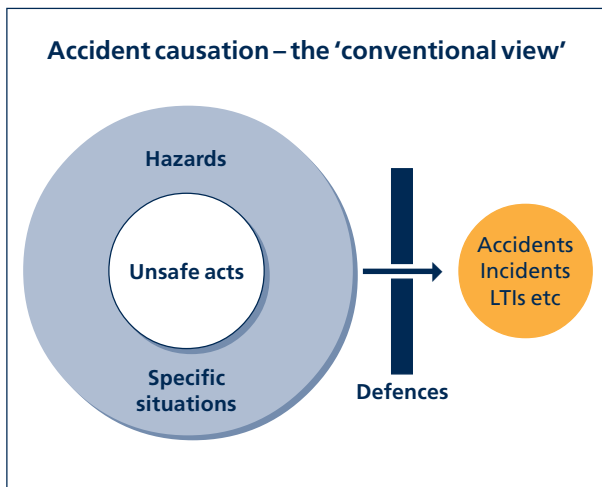 Accident causation – the ‘conventional view’
Hazards
Unsafe acts
Specific
situations
Defences
Accidents
Incidents
LTIs etc